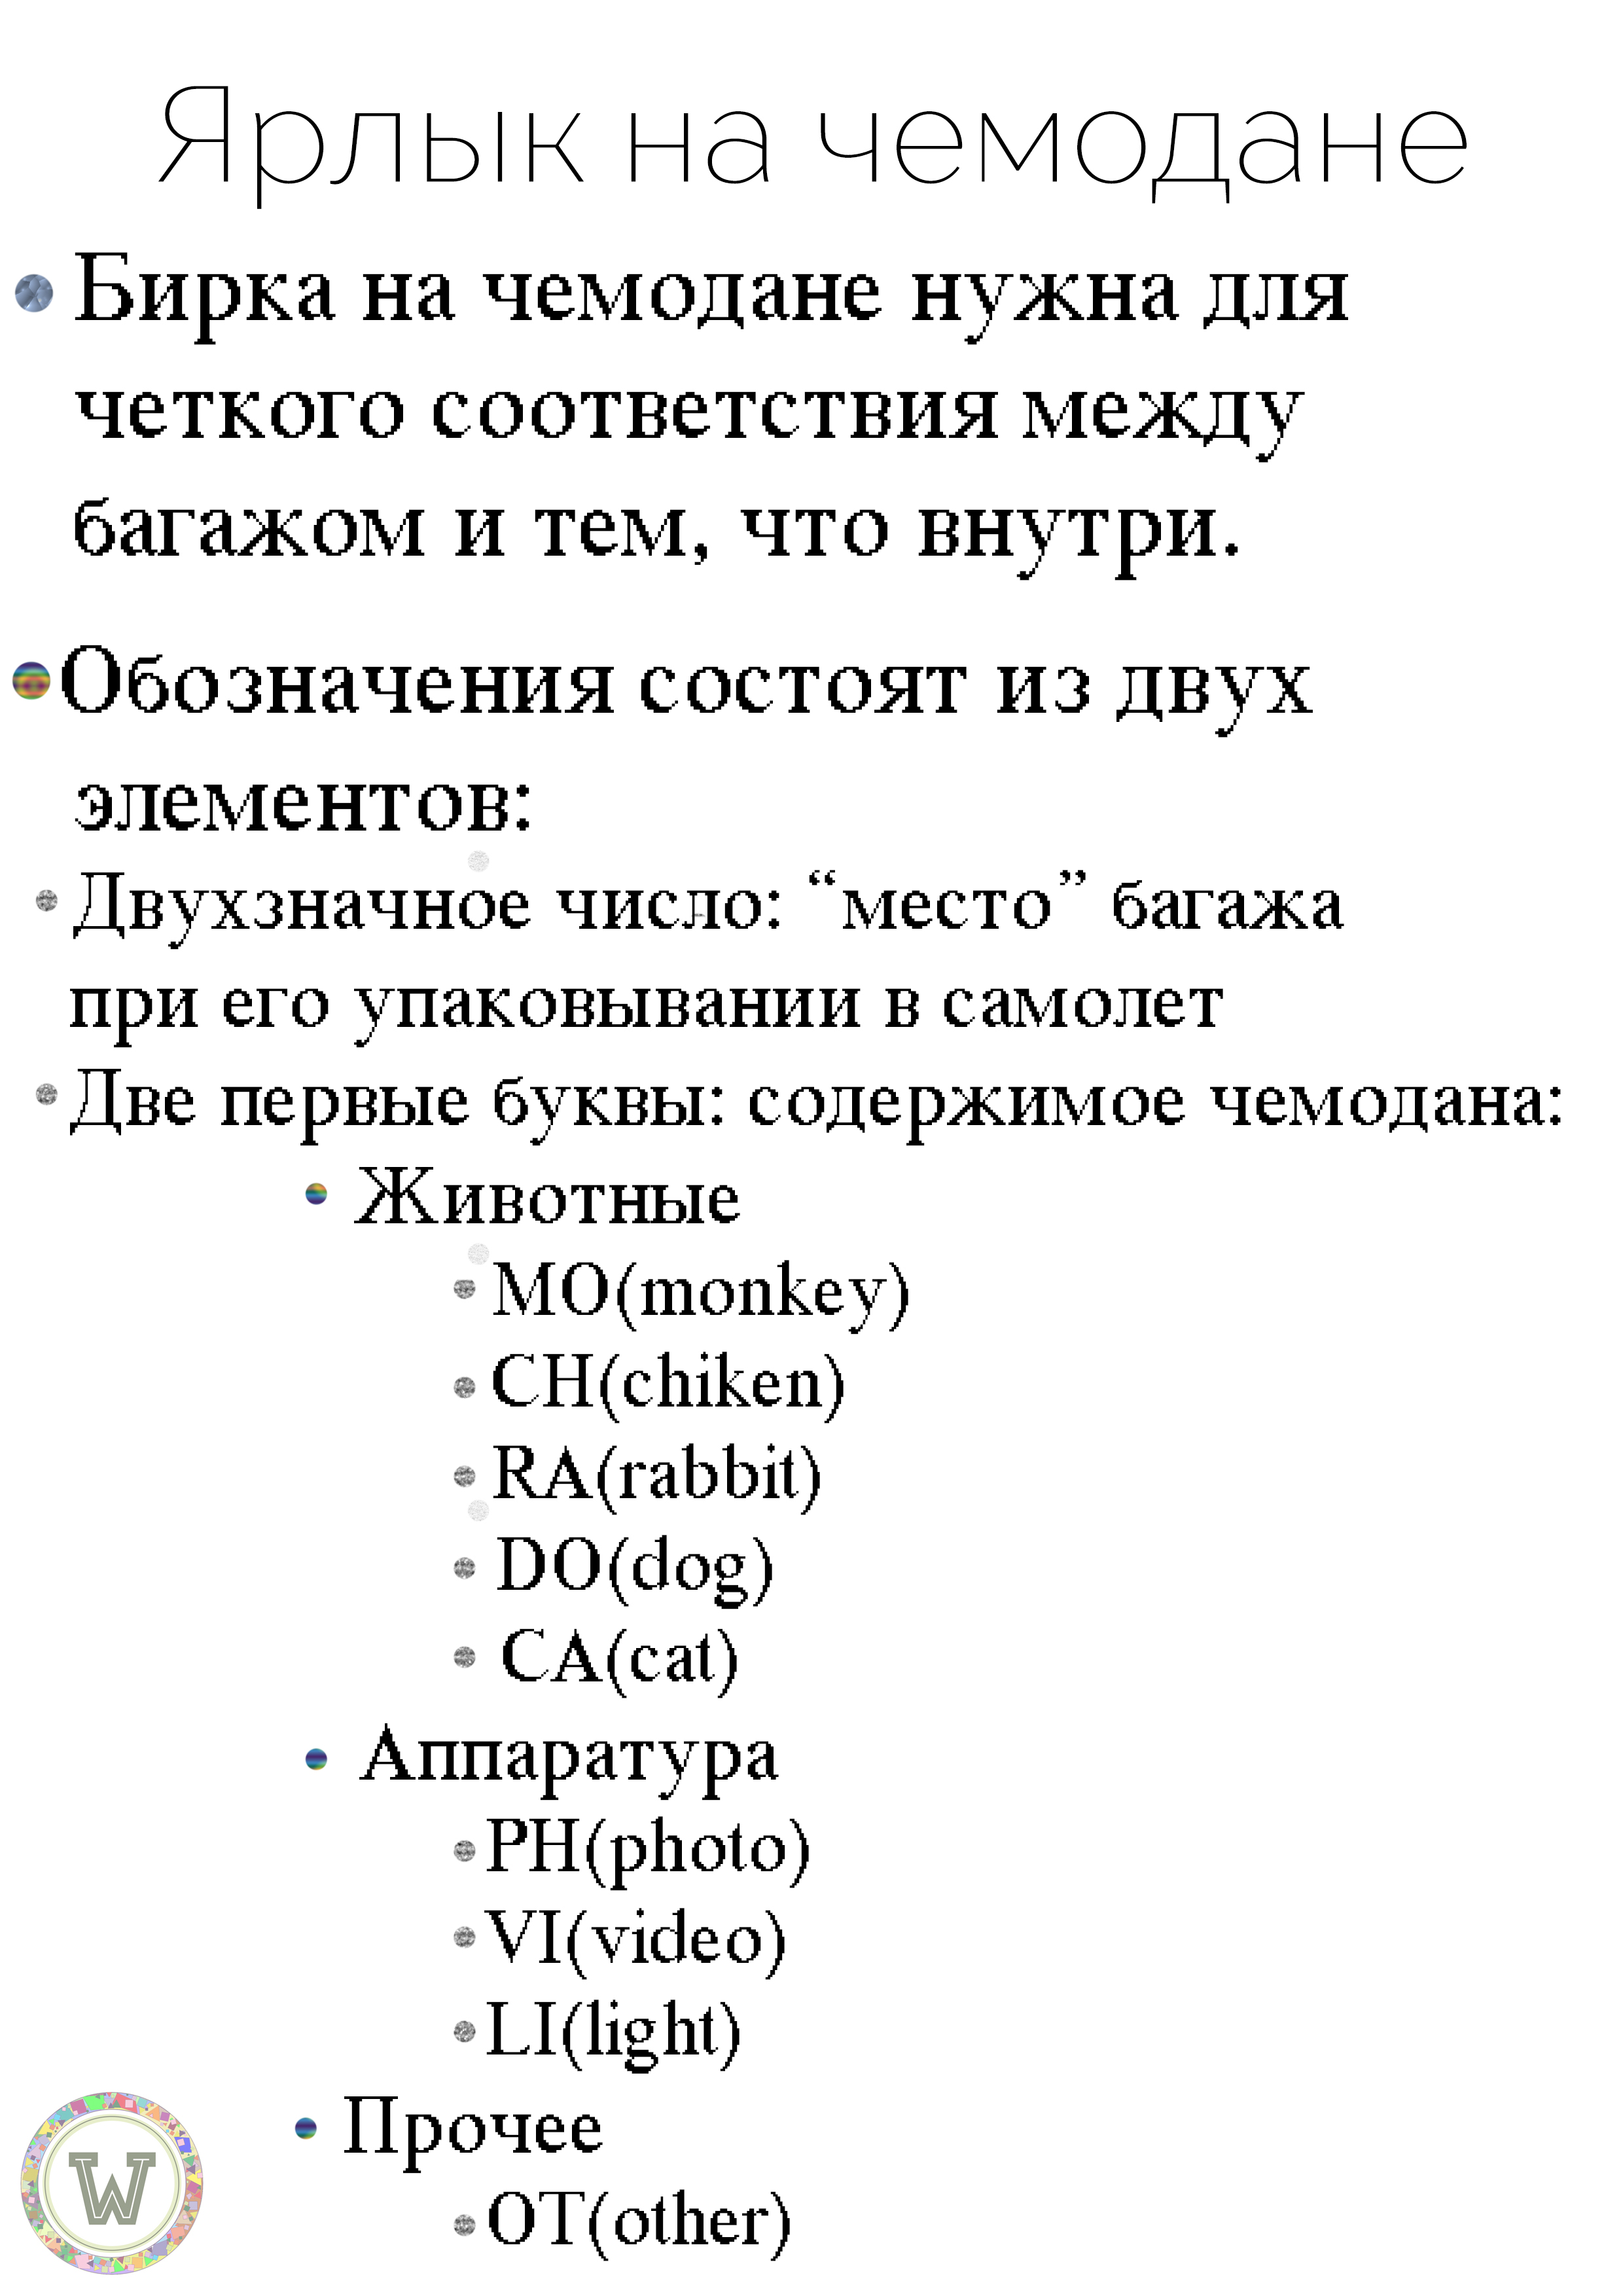 Ярлык на чемодане
Бирка на чемодане нужна для
четкого соответствия между
багажом и тем, что внутри.
Обозначения состоят из двух
элементов:
Двухзначное число: “место” багажа
при его упаковывании в самолет
Две первые буквы: содержимое чемодана:
Животные
MO(monkey)
CH(chiken)
RA(rabbit)
DO(dog)
CA(cat)
Аппаратура
PH(photo)
VI(video)
LI(light)
Прочее
OT(other)
W